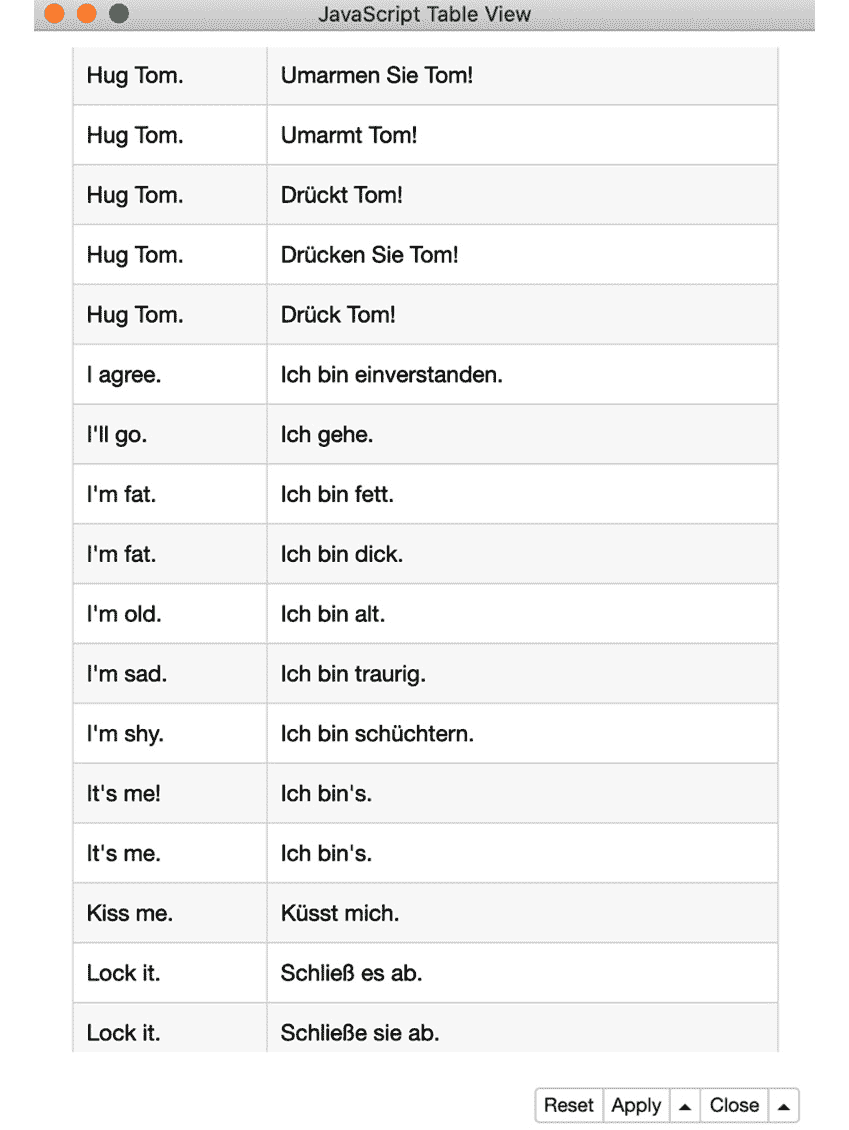 JavaScript Table View
Hug Tom. Umarmen Sie Tom!
Hug Tom. Umarmt Tom!
Hug Tom. Drückt Tom!
Hug Tom. Drücken Sie Tom!
Hug Tom. Drück Tom!
I agree. Ich bin einverstanden.
I'll go. Ich gehe.
I'm fat. Ich bin fett.
I'm fat. Ich bin dick.
I'm old. Ich bin alt.
I'm sad. Ich bin traurig.
I'm shy. Ich bin schüchtern.
It's me! Ich bin's.
It's me. Ich bin's.
Kiss me. Küsst mich.
Lock it. Schließ es ab.
Lock it. Schließe sie ab.
Reset Apply Close